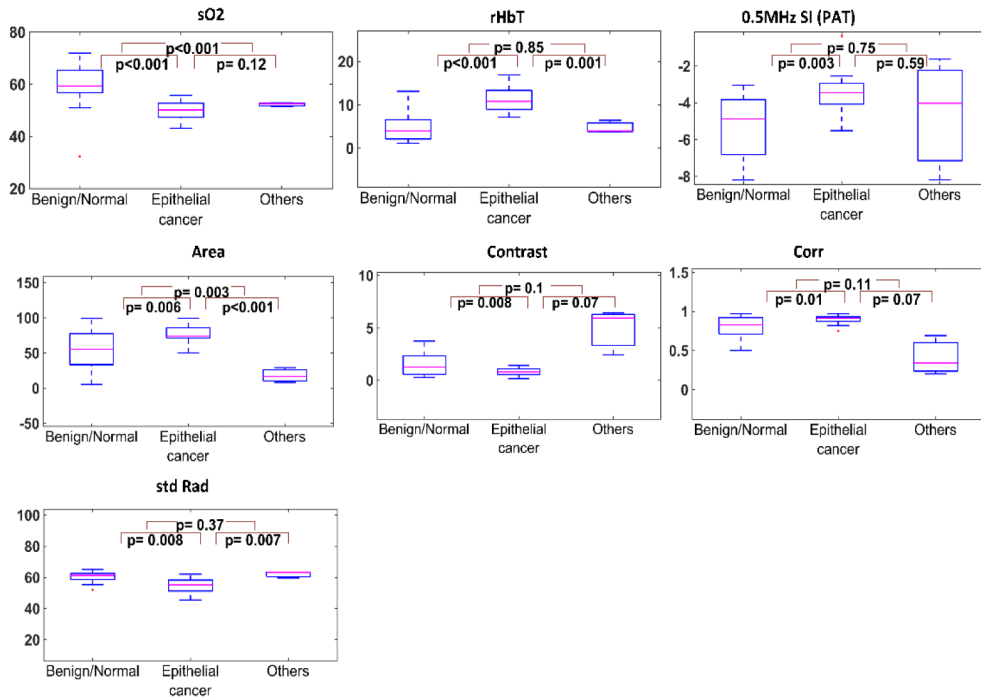 sO2
80
60
40
20
p<0.001
p<0.001
p= 0.12
Benign/Normal
Epithelial
cancer
Others
rHbT
20
10
0
p= 0.85
p<0.001
p= 0.001
Benign/Normal
Epithelial
cancer
Others
0.5MHz SI (PAT)
-2
-4
-6
-8
p= 0.75
p= 0.003
p= 0.59
Benign/Normal
Epithelial
cancer
Others
Area
150
100
50
0
-50
p= 0.003
p= 0.006
p<0.001
Benign/Normal
Epithelial
cancer
Others
Contrast
10
5
0
p= 0.1
p= 0.008
p= 0.07
Benign/Normal
Epithelial
cancer
Others
Corr
1.5
1
0.5
0
p= 0.11
p= 0.01
p= 0.07
Benign/Normal
Epithelial
cancer
Others
std Rad
100
80
60
40
20
p= 0.37
p= 0.008
p= 0.007
Benign/Normal
Epithelial
cancer
Others